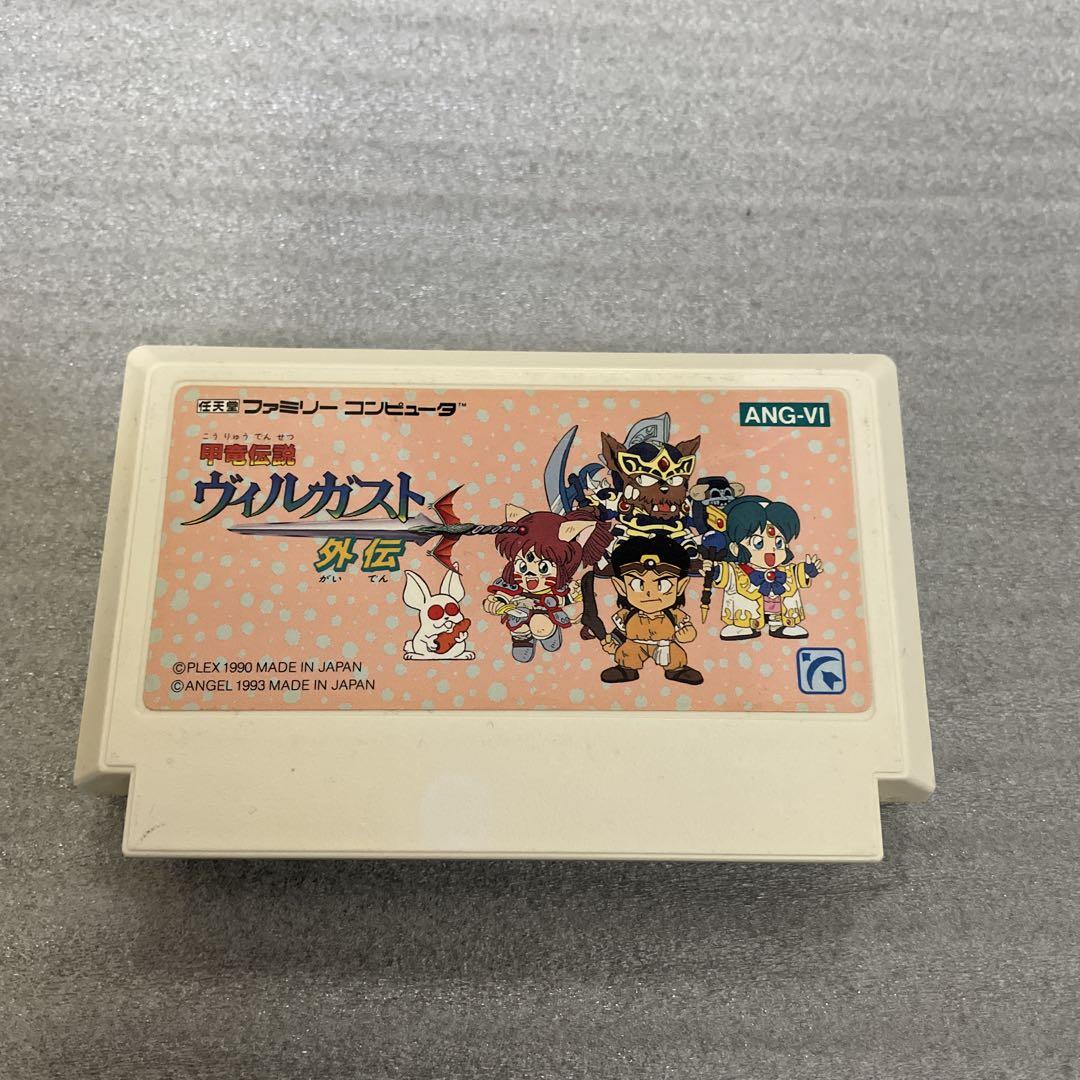 任天堂 ファミリー コンピュータ™
ANG-VI
こうりゅうでんせつ
甲竜伝説
ヴィルガスト
外伝
がいでん
©PLEX 1990 MADE IN JAPAN
©ANGEL 1993 MADE IN JAPAN